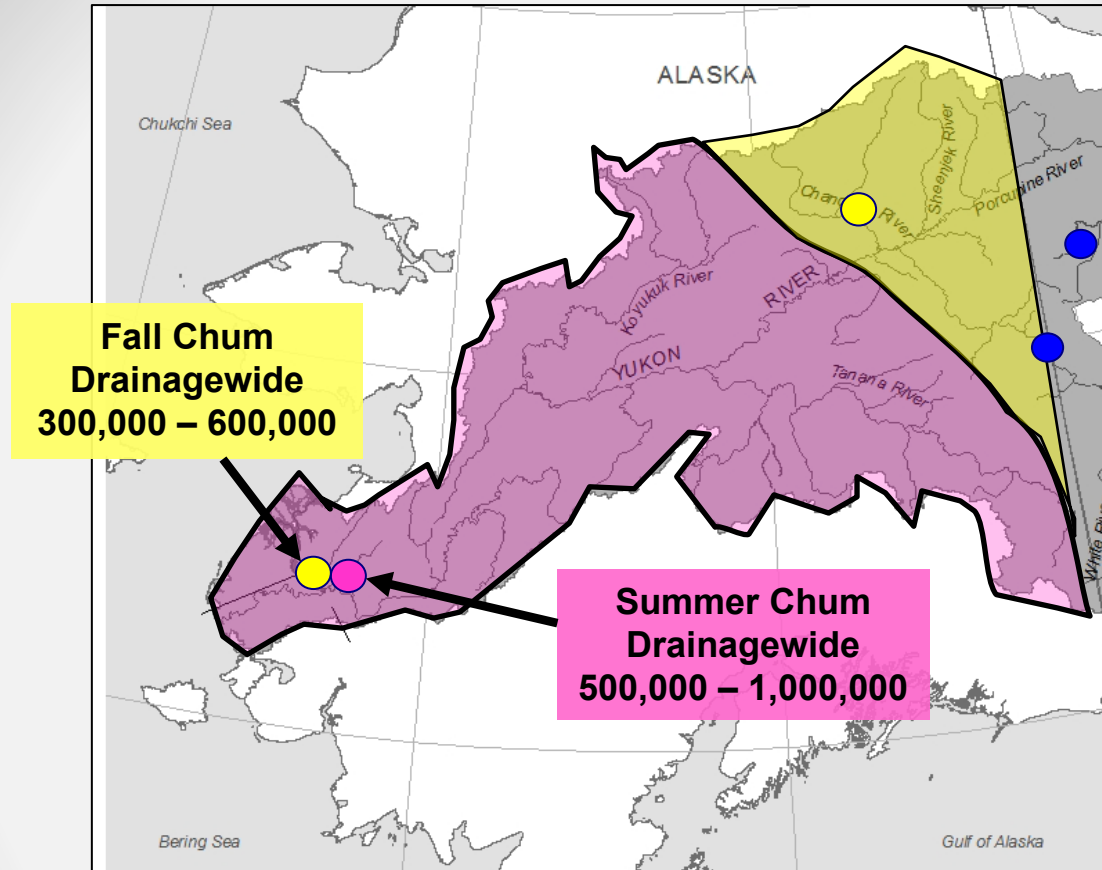 ALASKA
Chukchi Sea
Sheenjek River
Porcupine River
River
Koyukuk River
RIVER
YUKON
Tanana River
Fall Chum
Drainagewide
300,000 – 600,000
Summer Chum
Drainagewide
500,000 – 1,000,000
White
Bering Sea
Gulf of Alaska